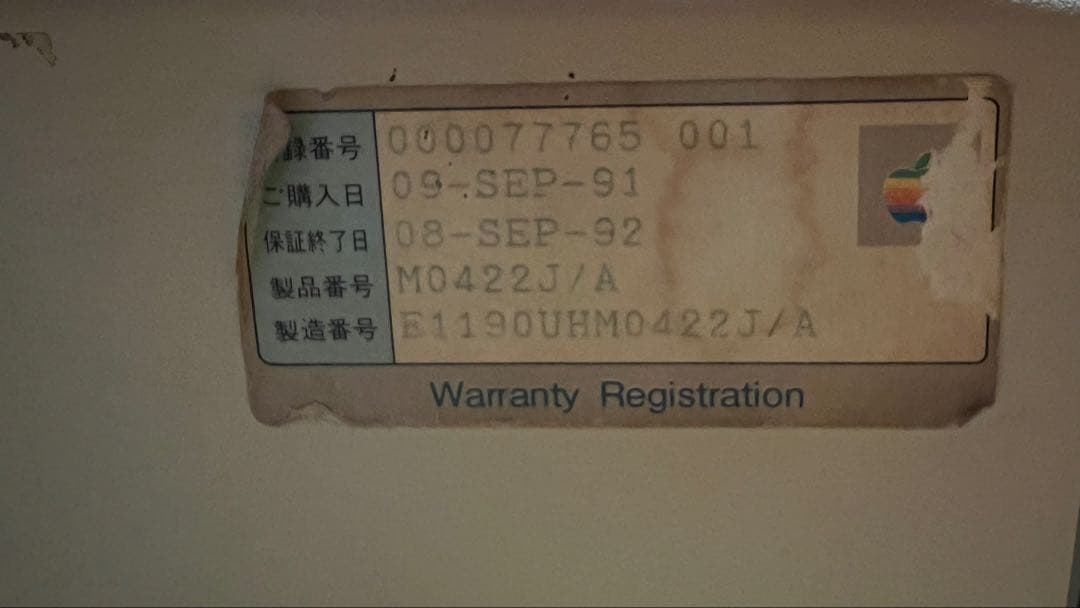 録番号 000077765 001
ご購入日 09-SEP-91
保証終了日 08-SEP-92
製品番号 M0422J/A
製造番号 E1190UHM0422J/A
Warranty Registration